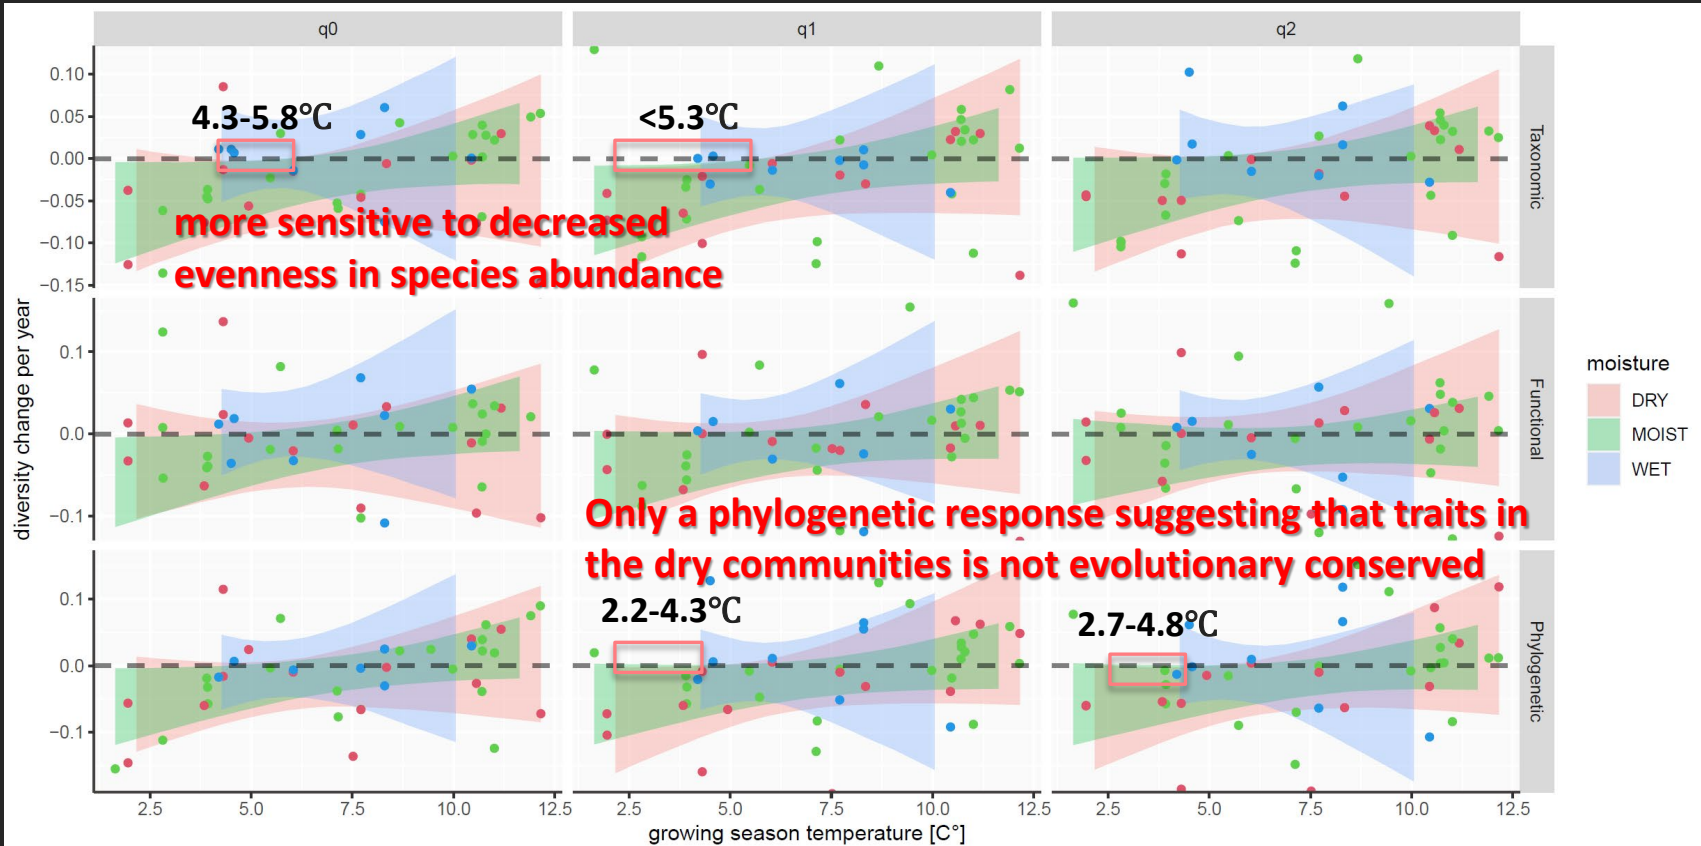 q0
q1
q2
0.10
0.05
0.00
−0.05
−0.10
−0.15
4.3-5.8℃
<5.3℃
more sensitive to decreased
evenness in species abundance
Taxonomic
diversity change per year
0.1
0.0
−0.1
Functional
Only a phylogenetic response suggesting that traits in
the dry communities is not evolutionary conserved
0.1
0.0
−0.1
2.2-4.3℃
2.7-4.8℃
Phylogenetic
2.5 5.0 7.5 10.0 12.5
2.5 5.0 7.5 10.0 12.5
2.5 5.0 7.5 10.0 12.5
growing season temperature [C°]
moisture
DRY
MOIST
WET